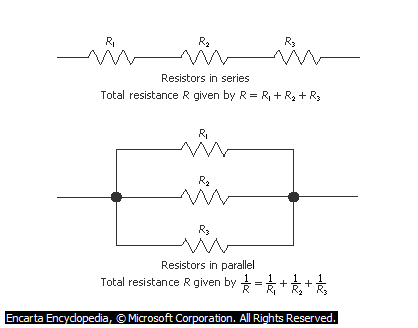 R₁ R₂ R₃
Resistors in series
Total resistance R given by R = R₁ + R₂ + R₃
R₁
R₂
R₃
Resistors in parallel
Total resistance R given by 1/R = 1/R₁ + 1/R₂ + 1/R₃
Encarta Encyclopedia, © Microsoft Corporation. All Rights Reserved.